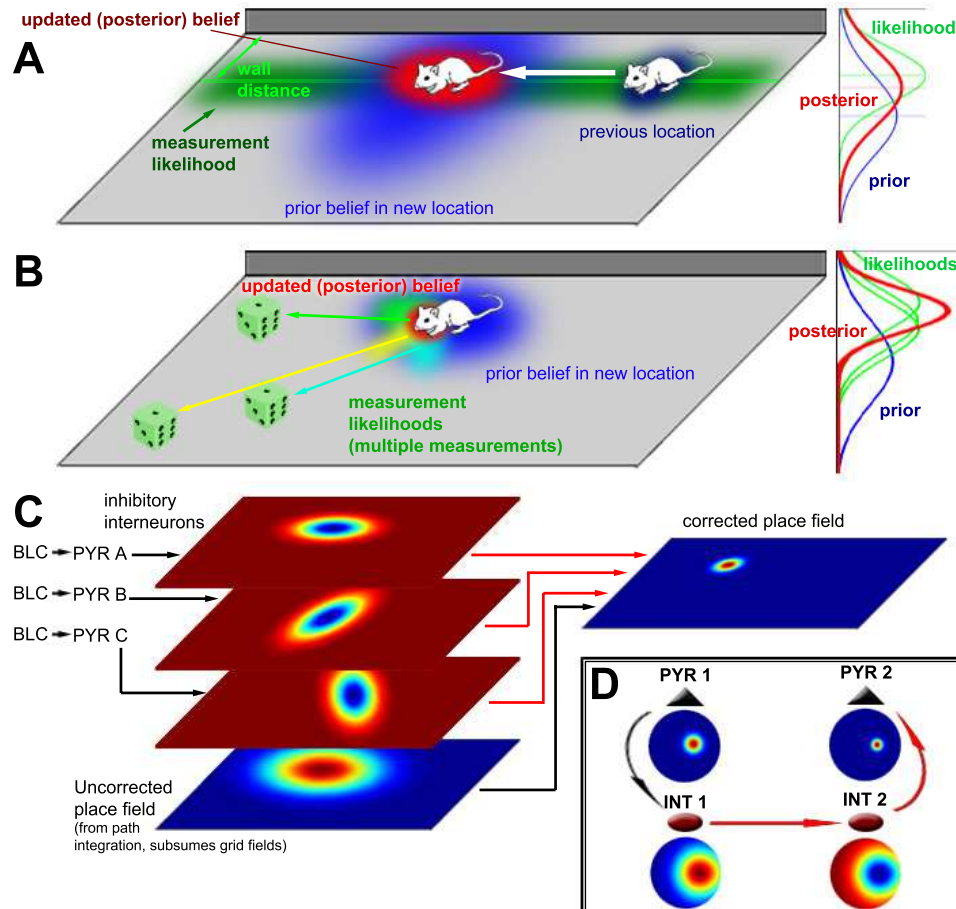 A
updated (posterior) belief
wall
distance
measurement
likelihood
previous location
prior belief in new location
likelihood
posterior
prior
B
updated (posterior) belief
prior belief in new location
measurement
likelihoods
(multiple measurements)
likelihoods
posterior
prior
C
inhibitory
interneurons
BLC PYR A
BLC PYR B
BLC PYR C
Uncorrected
place field
(from path
integration, subsumes grid fields)
corrected place field
D
PYR 1
PYR 2
INT 1
INT 2